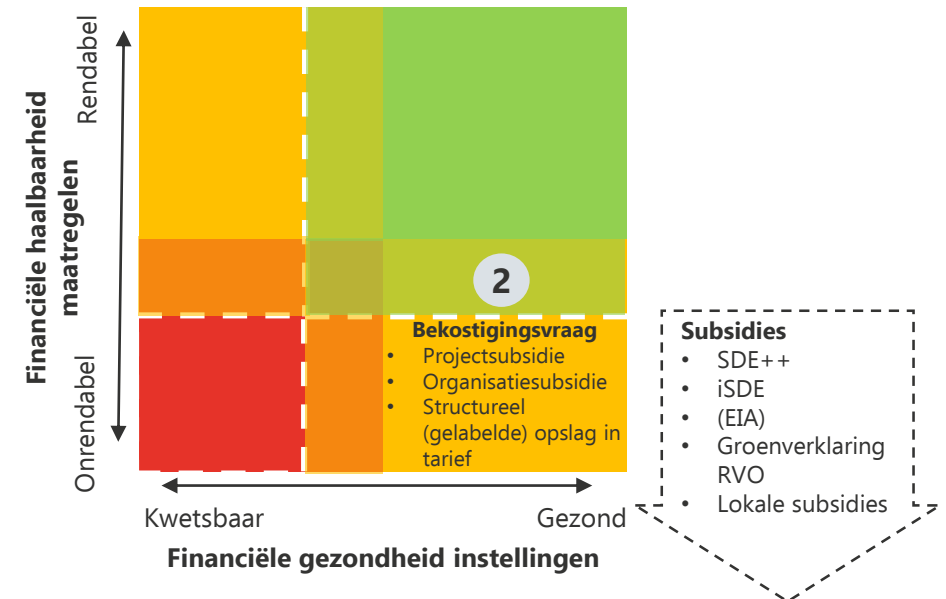 Financiële haalbaarheid
maatregelen
Rendabel
Onrendabel
2
Bekostigingsvraag
• Projectsubsidie
• Organisatiesubsidie
• Structureel
(gelabelde) opslag in
tarief
Kwetsbaar
Gezond
Financiële gezondheid instellingen
Subsidies
• SDE++
• iSDE
• (EIA)
• Groenverklaring
RVO
• Lokale subsidies